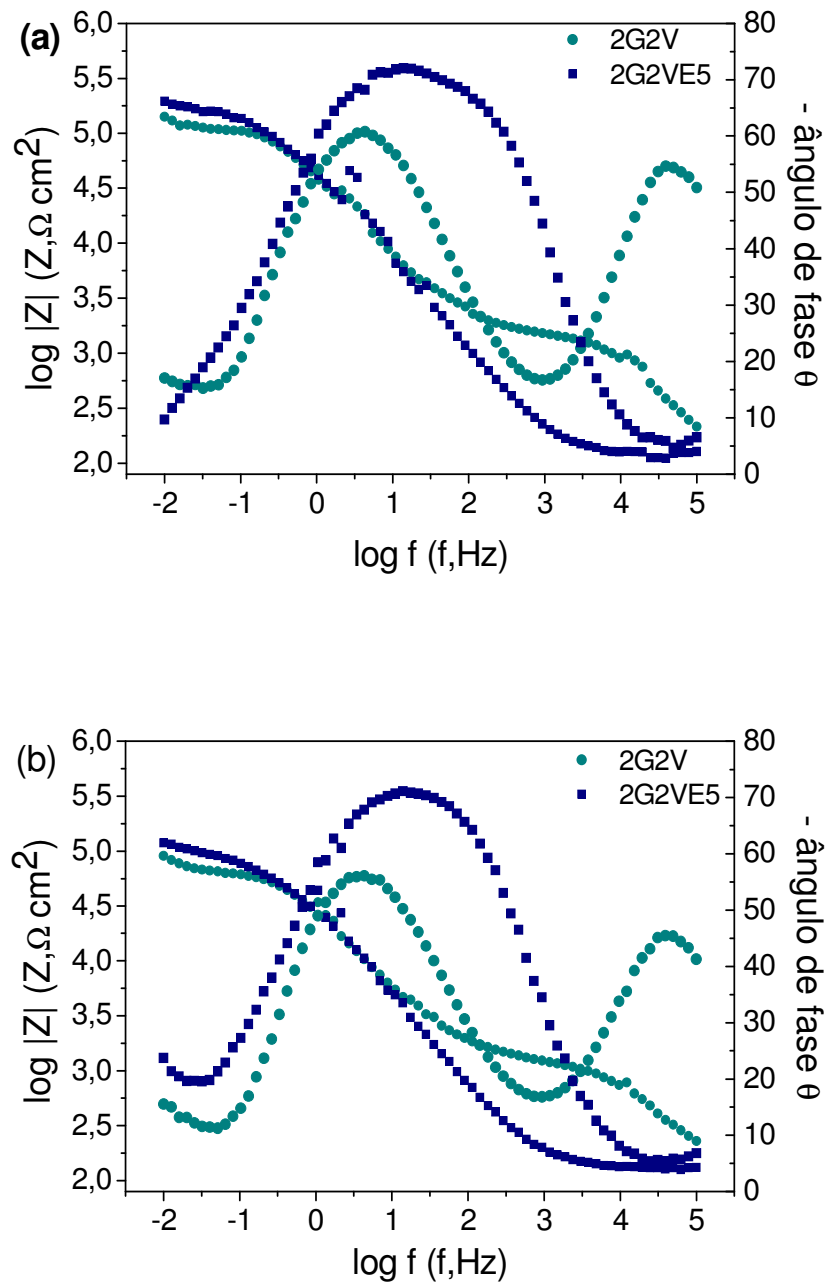 (a)
2G2V
2G2VE5
6,0
5,5
5,0
4,5
4,0
3,5
3,0
2,5
2,0
log |Z| (Z,Ω cm²)
80
70
60
50
40
30
20
10
0
- ângulo de fase θ
-2 -1 0 1 2 3 4 5
log f (f,Hz)
(b)
2G2V
2G2VE5
6,0
5,5
5,0
4,5
4,0
3,5
3,0
2,5
2,0
log |Z| (Z,Ω cm²)
80
70
60
50
40
30
20
10
0
- ângulo de fase θ
-2 -1 0 1 2 3 4 5
log f (f,Hz)